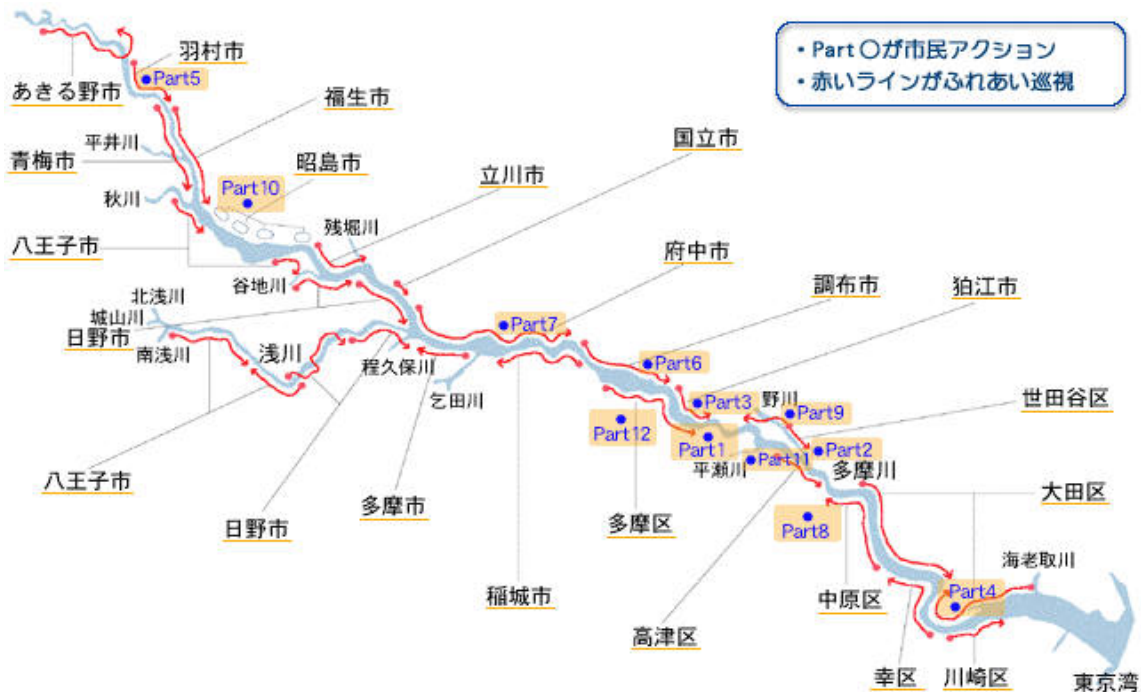 ・Part 〇が市民アクション
・赤いラインがふれあい巡視
羽村市
Part5
あきる野市
福生市
国立市
平井川
青梅市
昭島市
立川市
Part10
秋川
残堀川
八王子市
府中市
谷地川
調布市
狛江市
北浅川
城山川
Part7
日野市
南浅川
浅川
程久保川
Part6
乞田川
Part3
野川
Part9
世田谷区
Part12
Part1
Part2
平瀬川
Part11
多摩川
八王子市
多摩市
大田区
日野市
多摩区
Part8
海老取川
稲城市
中原区
Part4
高津区
幸区
川崎区
東京湾